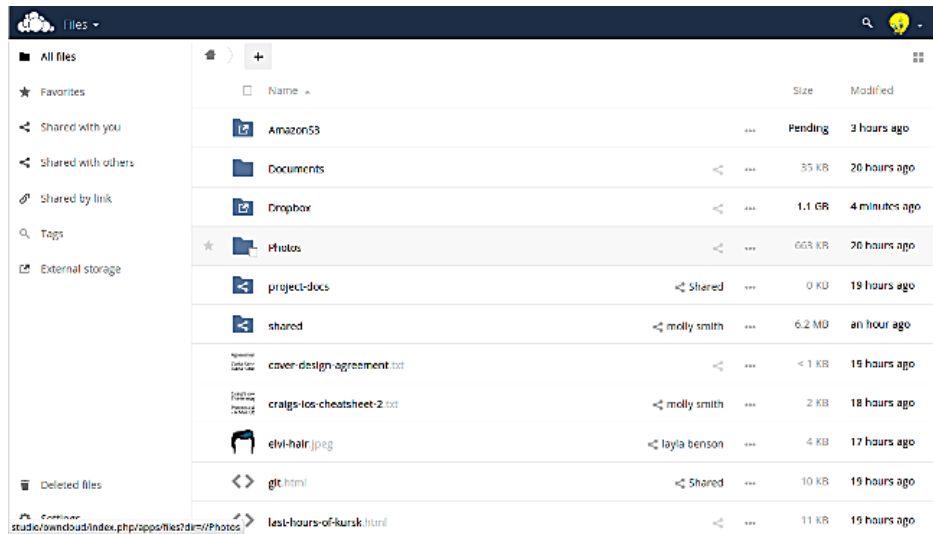 Files
All files
Favorites
Shared with you
Shared with others
Shared by link
Tags
External storage
Deleted files
Settings
studio/owncloud/index.php/apps/files?dir=//Photos
+
Name Size Modified
AmazonS3 ... Pending 3 hours ago
Documents ... 35 KB 20 hours ago
Dropbox ... 1.1 GB 4 minutes ago
Photos ... 663 KB 20 hours ago
project-docs Shared ... 0 KB 19 hours ago
shared molly smith ... 6.2 MB an hour ago
cover-design-agreement.txt ... < 1 KB 19 hours ago
craigs-ios-cheatsheet-2.txt molly smith ... 2 KB 18 hours ago
elvi-hair.jpeg layla benson ... 4 KB 17 hours ago
git.html Shared ... 10 KB 19 hours ago
last-hours-of-kursk.html ... 11 KB 19 hours ago